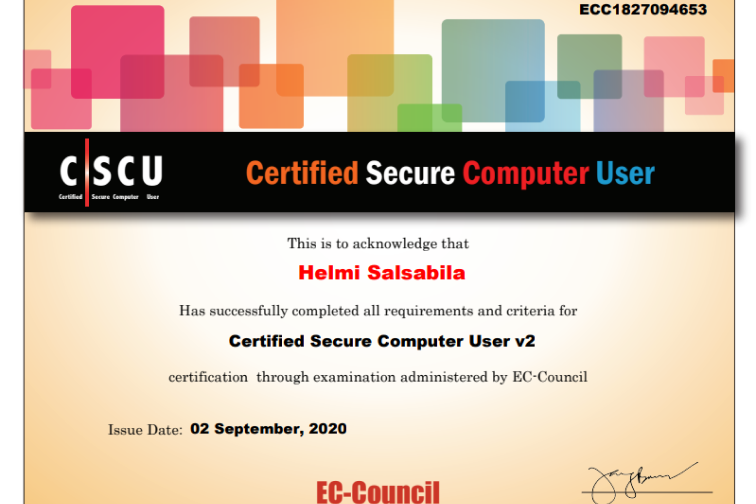 ECC1827094653
CSCU
Certified Secure Computer User
Certified Secure Computer User
This is to acknowledge that
Helmi Salsabila
Has successfully completed all requirements and criteria for
Certified Secure Computer User v2
certification through examination administered by EC-Council
Issue Date: 02 September, 2020
EC-Council